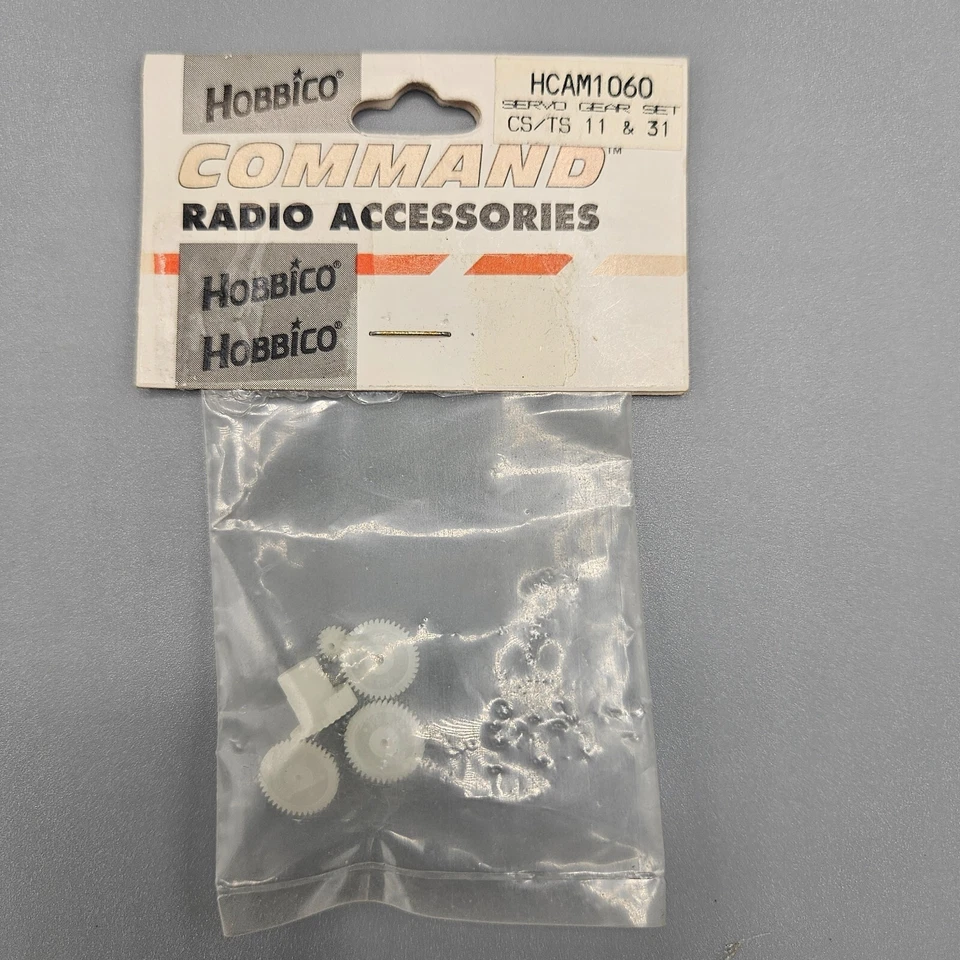 HOBBICO®
HCAM1060
SERVO GEAR SET
CS/TS 11 & 31
COMMAND™
RADIO ACCESSORIES
HOBBICO®
HOBBICO®